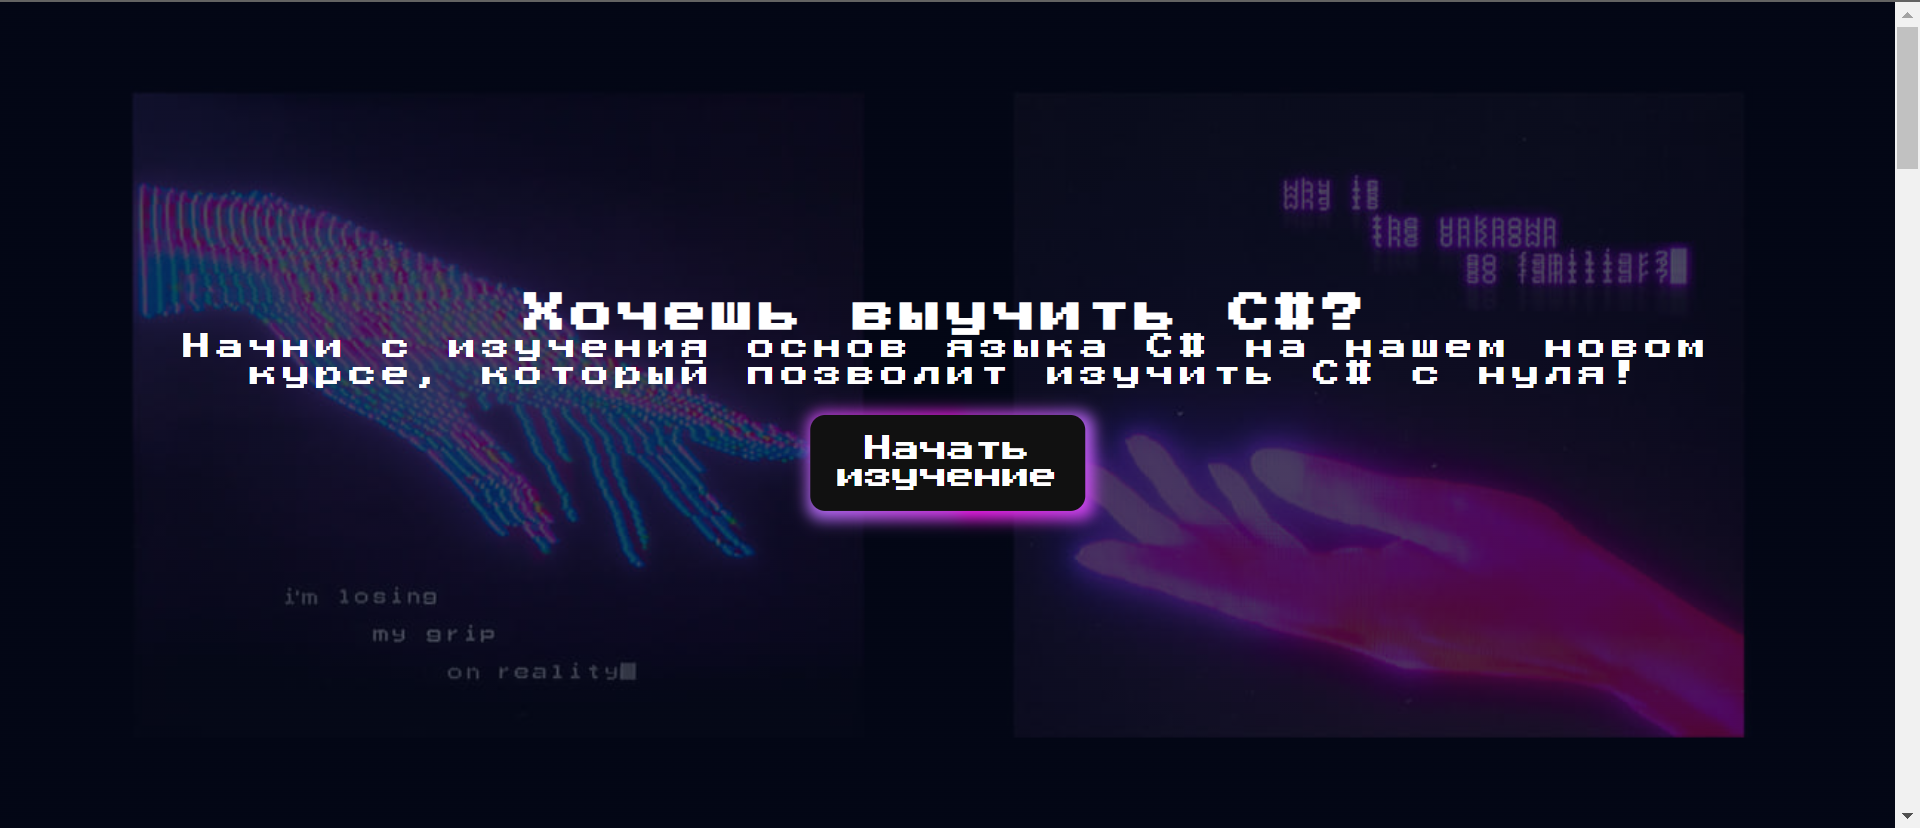 why is
the unknown
so familiar?
Хочешь выучить C#?
Начни с изучения основ языка C# на нашем новом
курсе, который позволит изучить C# с нуля!
Начать
изучение
i'm losing
my grip
on reality